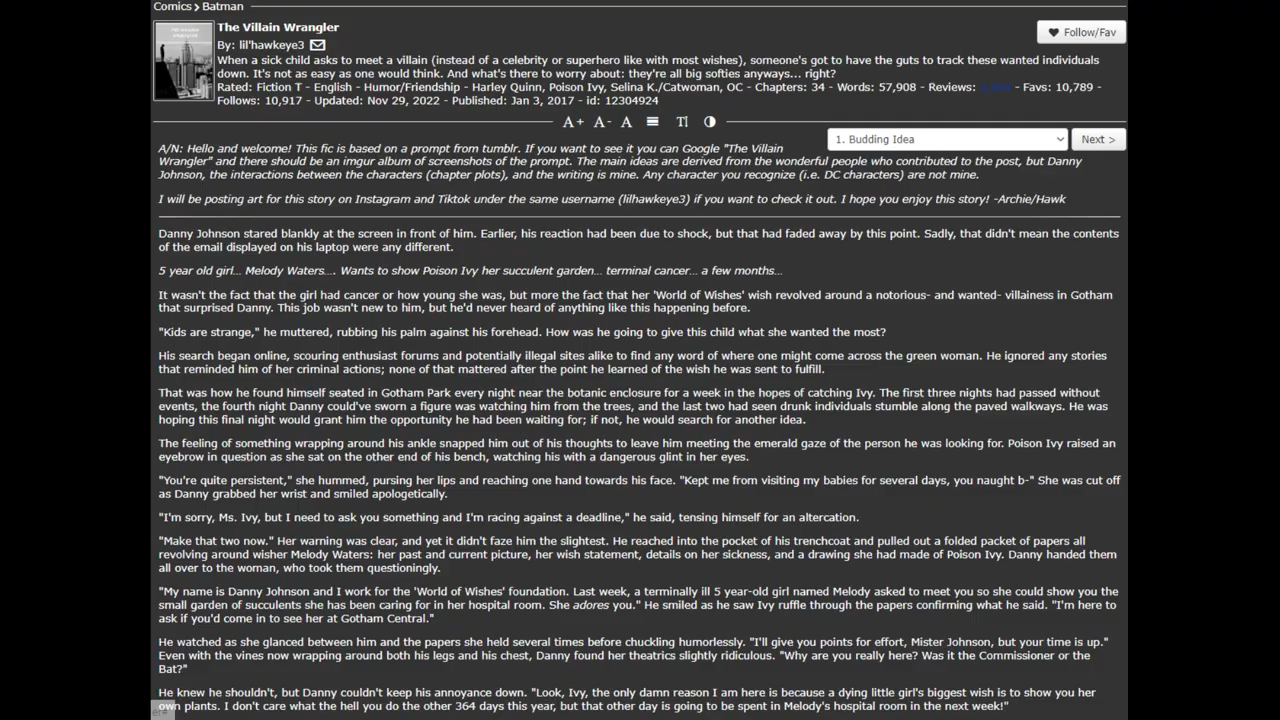 Comics > Batman
The Villain Wrangler
By: lil'hawkeye3
When a sick child asks to meet a villain (instead of a celebrity or superhero like with most wishes), someone's got to have the guts to track these wanted individuals
down. It's not as easy as one would think. And what's there to worry about: they're all big softies anyways... right?
Rated: Fiction T - English - Humor/Friendship - Harley Quinn, Poison Ivy, Selina K./Catwoman, OC - Chapters: 34 - Words: 57,908 - Reviews: - Favs: 10,789 -
Follows: 10,917 - Updated: Nov 29, 2022 - Published: Jan 3, 2017 - id: 12304924
Follow/Fav
A+ A- A
1. Budding Idea
Next >
A/N: Hello and welcome! This fic is based on a prompt from tumblr. If you want to see it you can Google "The Villain
Wrangler" and there should be an imgur album of screenshots of the prompt. The main ideas are derived from the wonderful people who contributed to the post, but Danny
Johnson, the interactions between the characters (chapter plots), and the writing is mine. Any character you recognize (i.e. DC characters) are not mine.
I will be posting art for this story on Instagram and Tiktok under the same username (lilhawkeye3) if you want to check it out. I hope you enjoy this story! -Archie/Hawk
Danny Johnson stared blankly at the screen in front of him. Earlier, his reaction had been due to shock, but that had faded away by this point. Sadly, that didn't mean the contents
of the email displayed on his laptop were any different.
5 year old girl... Melody Waters.... Wants to show Poison Ivy her succulent garden... terminal cancer... a few months...
It wasn't the fact that the girl had cancer or how young she was, but more the fact that her 'World of Wishes' wish revolved around a notorious- and wanted- villainess in Gotham
that surprised Danny. This job wasn't new to him, but he'd never heard of anything like this happening before.
"Kids are strange," he muttered, rubbing his palm against his forehead. How was he going to give this child what she wanted the most?
His search began online, scouring enthusiast forums and potentially illegal sites alike to find any word of where one might come across the green woman. He ignored any stories
that reminded him of her criminal actions; none of that mattered after the point he learned of the wish he was sent to fulfill.
That was how he found himself seated in Gotham Park every night near the botanic enclosure for a week in the hopes of catching Ivy. The first three nights had passed without
events, the fourth night Danny could've sworn a figure was watching him from the trees, and the last two had seen drunk individuals stumble along the paved walkways. He was
hoping this final night would grant him the opportunity he had been waiting for; if not, he would search for another idea.
The feeling of something wrapping around his ankle snapped him out of his thoughts to leave him meeting the emerald gaze of the person he was looking for. Poison Ivy raised an
eyebrow in question as she sat on the other end of his bench, watching his with a dangerous glint in her eyes.
"You're quite persistent," she hummed, pursing her lips and reaching one hand towards his face. "Kept me from visiting my babies for several days, you naught b-" She was cut off
as Danny grabbed her wrist and smiled apologetically.
"I'm sorry, Ms. Ivy, but I need to ask you something and I'm racing against a deadline," he said, tensing himself for an altercation.
"Make that two now." Her warning was clear, and yet it didn't faze him the slightest. He reached into the pocket of his trenchcoat and pulled out a folded packet of papers all
revolving around wisher Melody Waters: her past and current picture, her wish statement, details on her sickness, and a drawing she had made of Poison Ivy. Danny handed them
all over to the woman, who took them questioningly.
"My name is Danny Johnson and I work for the 'World of Wishes' foundation. Last week, a terminally ill 5 year-old girl named Melody asked to meet you so she could show you the
small garden of succulents she has been caring for in her hospital room. She adores you." He smiled as he saw Ivy ruffle through the papers confirming what he said. "I'm here to
ask if you'd come in to see her at Gotham Central."
He watched as she glanced between him and the papers she held several times before chuckling humorlessly. "I'll give you points for effort, Mister Johnson, but your time is up."
Even with the vines now wrapping around both his legs and his chest, Danny found her theatrics slightly ridiculous. "Why are you really here? Was it the Commissioner or the
Bat?"
He knew he shouldn't, but Danny couldn't keep his annoyance down. "Look, Ivy, the only damn reason I am here is because a dying little girl's biggest wish is to show you her
own plants. I don't care what the hell you do the other 364 days this year, but that other day is going to be spent in Melody's hospital room in the next week!"